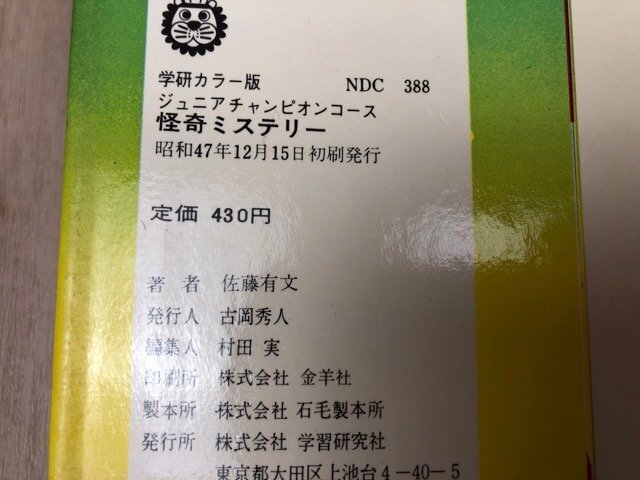 学研カラー版 NDC 388
ジュニアチャンピオンコース
怪奇ミステリー
昭和47年12月15日初刷発行
定価 430円
著者 佐藤有文
発行人 古岡秀人
編集人 村田 実
印刷所 株式会社 金羊社
製本所 株式会社 石毛製本所
発行所 株式会社 学習研究社
東京都大田区上池台4-40-5